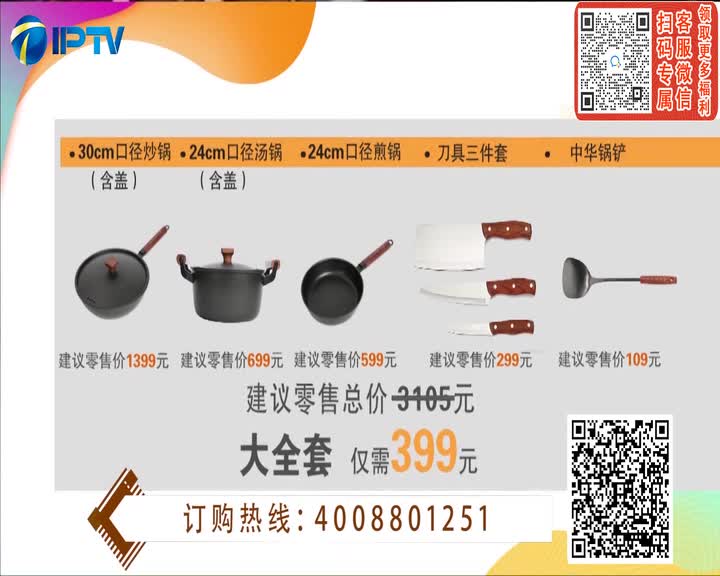 IPTV
扫码专属
客服微信
领取更多福利
•30cm口径炒锅 •24cm口径汤锅 •24cm口径煎锅 • 刀具三件套 • 中华锅铲
（含盖） （含盖）
建议零售价1399元 建议零售价699元 建议零售价599元 建议零售价299元 建议零售价109元
建议零售总价3105元
大全套 仅需399元
订购热线：4008801251